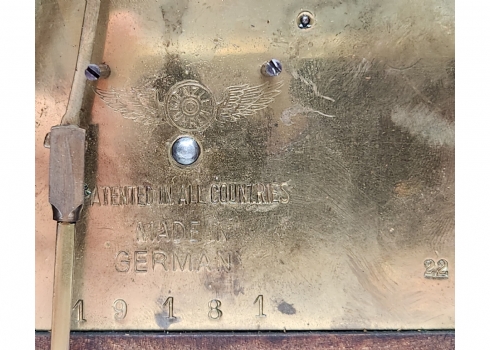 PATENTED IN ALL COUNTRIES
MADE IN
GERMANY
22
19181